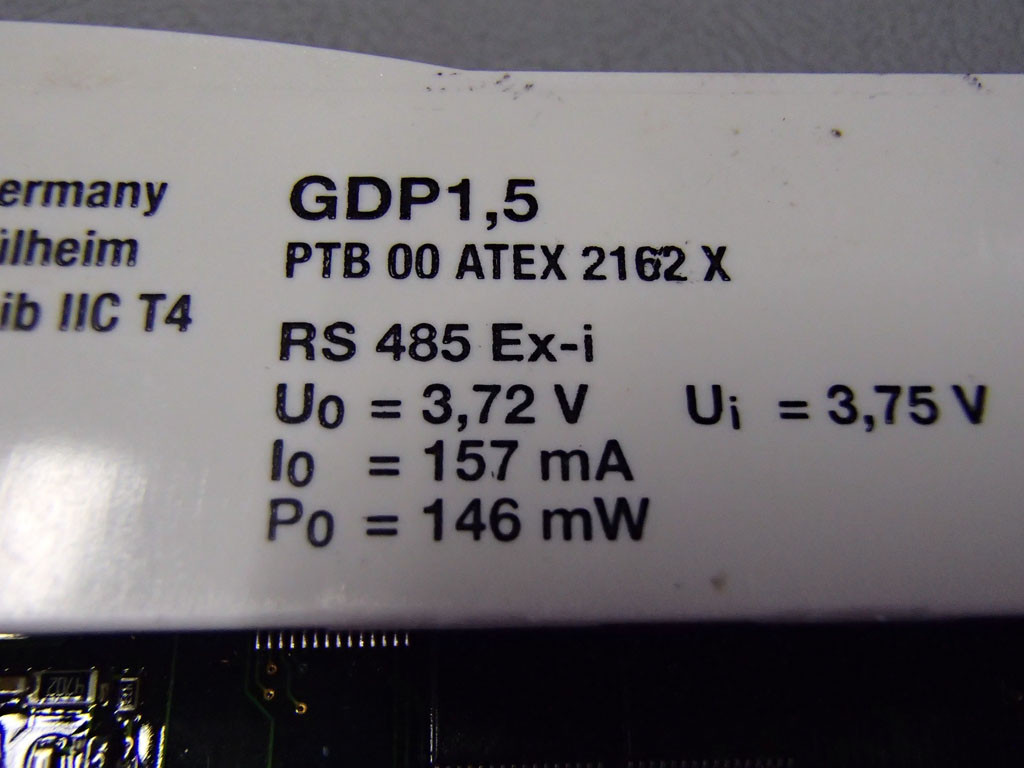 ermany
ilheim
ib IIC T4
GDP1,5
PTB 00 ATEX 2162 X
RS 485 Ex-i
U0 = 3,72 V Ui = 3,75 V
I0 = 157 mA
P0 = 146 mW
4702